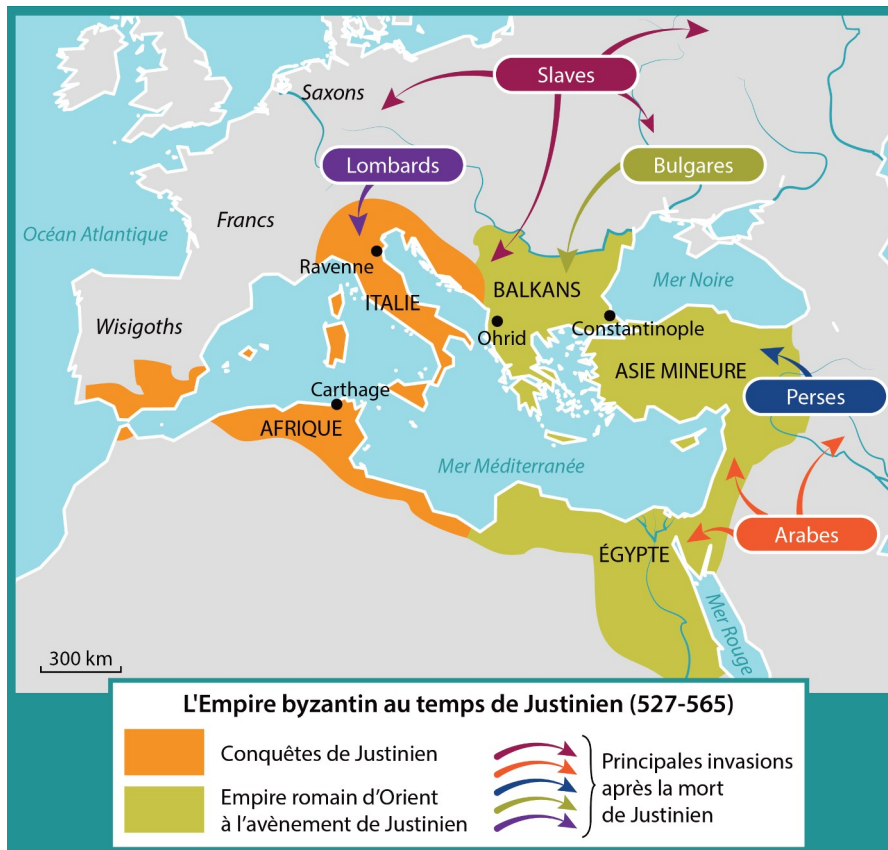 Slaves
Saxons
Lombards
Bulgares
Océan Atlantique
Francs
Ravenne
Mer Noire
ITALIE
BALKANS
Wisigoths
Ohrid
Constantinople
ASIE MINEURE
Carthage
Perses
AFRIQUE
Mer Méditerranée
Arabes
ÉGYPTE
Mer Rouge
300 km
L'Empire byzantin au temps de Justinien (527-565)
Conquêtes de Justinien
Empire romain d'Orient
à l'avènement de Justinien
Principales invasions
après la mort
de Justinien